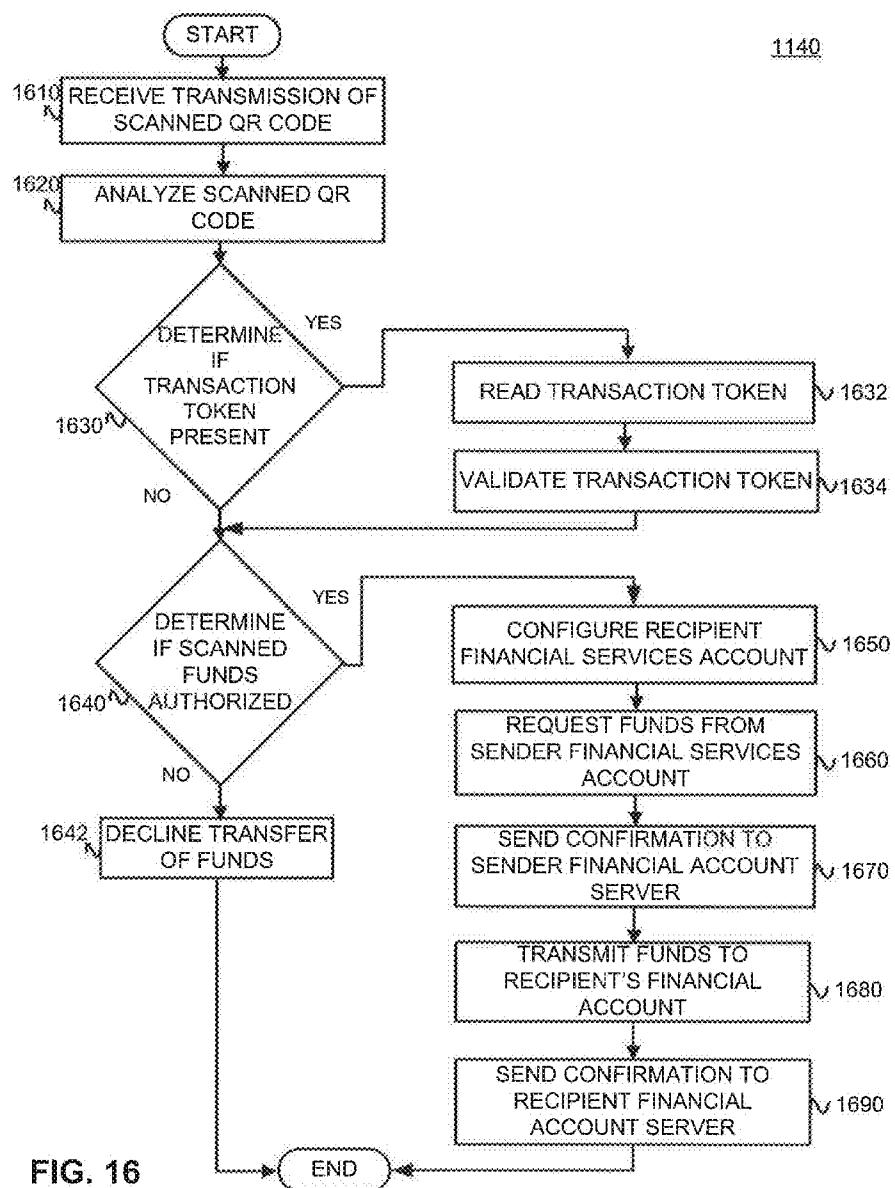 START
1140
1610
RECEIVE TRANSMISSION OF
SCANNED QR CODE
1620
ANALYZE SCANNED QR
CODE
YES
DETERMINE
IF
TRANSACTION
TOKEN
PRESENT
1630
NO
READ TRANSACTION TOKEN
1632
VALIDATE TRANSACTION TOKEN
1634
YES
DETERMINE
IF SCANNED
FUNDS
AUTHORIZED
1640
NO
CONFIGURE RECIPIENT
FINANCIAL SERVICES ACCOUNT
1650
REQUEST FUNDS FROM
SENDER FINANCIAL SERVICES
ACCOUNT
1660
1642
DECLINE TRANSFER
OF FUNDS
SEND CONFIRMATION TO
SENDER FINANCIAL ACCOUNT
SERVER
1670
TRANSMIT FUNDS TO
RECIPIENT'S FINANCIAL
ACCOUNT
1680
SEND CONFIRMATION TO
RECIPIENT FINANCIAL
ACCOUNT SERVER
1690
FIG. 16
END